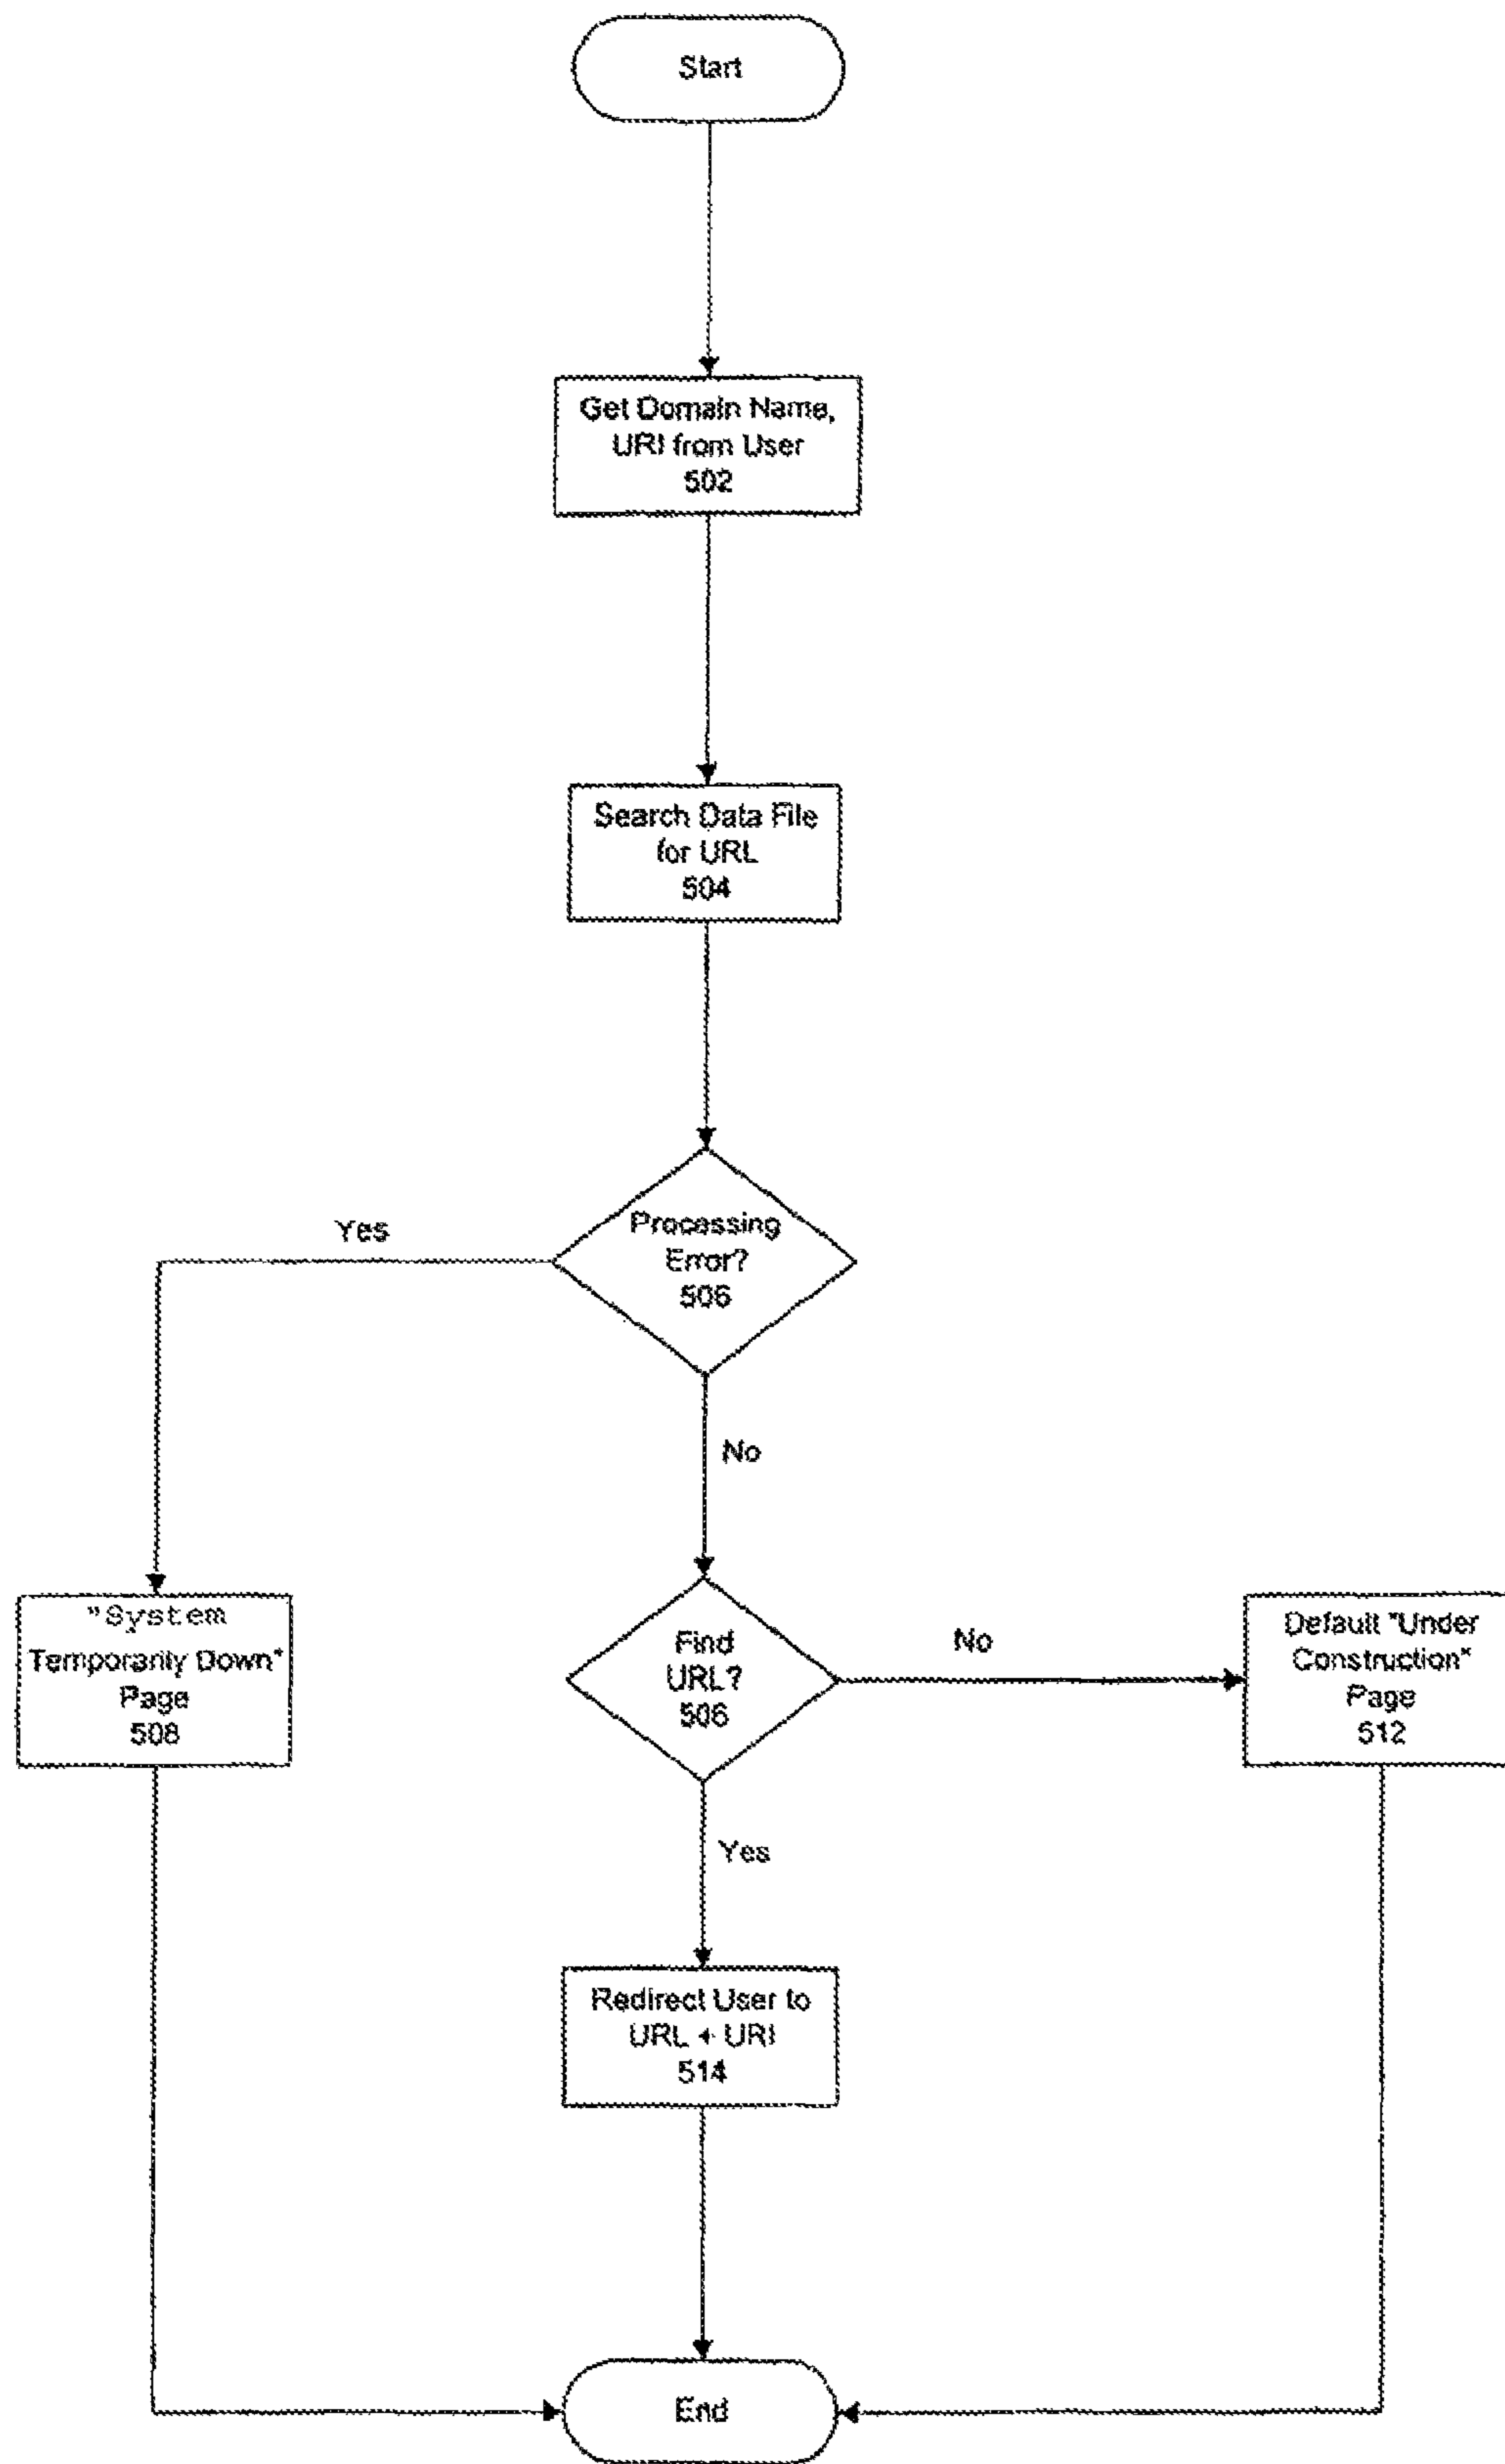 Start
Get Domain Name,
URI from User
502
Search Data File
for URL
504
Processing
Error?
506
Yes
No
"System
Temporarily Down"
Page
508
Find
URL?
506
No
Default "Under
Construction"
Page
512
Yes
Redirect User to
URL + URI
514
End